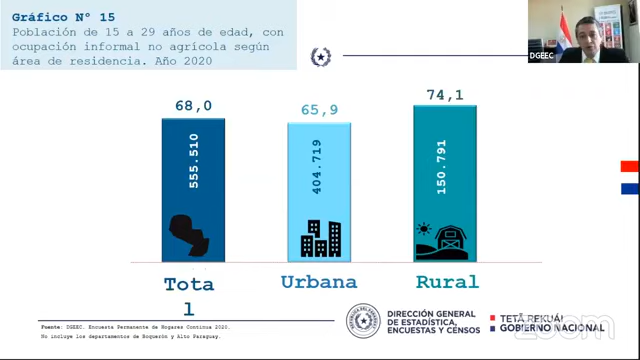 Gráfico Nº 15
Población de 15 a 29 años de edad, con
ocupación informal no agrícola según
área de residencia. Año 2020
DGEEC
68,0
65,9
74,1
555.510
404.719
150.791
Tota
l
Urbana
Rural
Fuente: DGEEC. Encuesta Permanente de Hogares Continua 2020.
No incluye los departamentos de Boquerón y Alto Paraguay.
DIRECCIÓN GENERAL
DE ESTADÍSTICA,
ENCUESTAS Y CENSOS
TETÃ REKUÁI
GOBIERNO NACIONAL
zoom